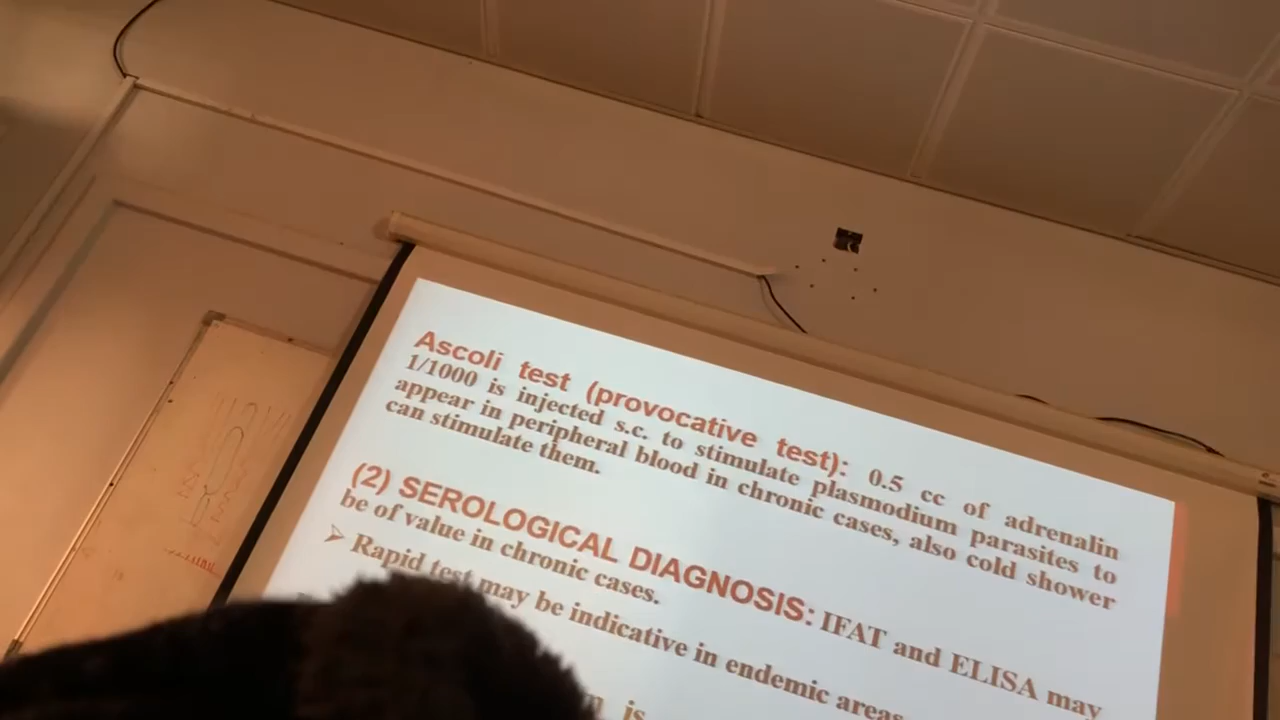 Ascoli test (provocative test): 0.5 cc of adrenalin
1/1000 is injected s.c. to stimulate plasmodium parasites to
appear in peripheral blood in chronic cases, also cold shower
can stimulate them.
(2) SEROLOGICAL DIAGNOSIS: IFAT and ELISA may
be of value in chronic cases.
➢ Rapid test may be indicative in endemic areas
is